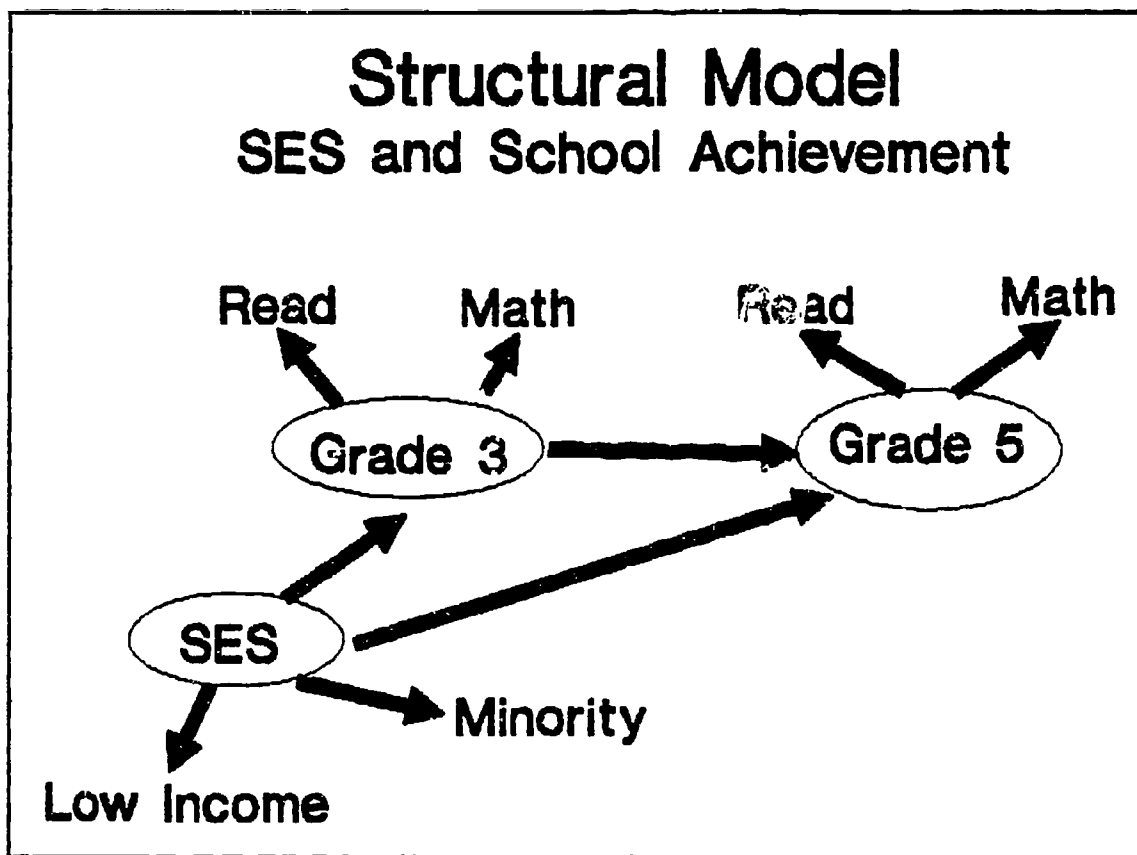 Structural Model
SES and School Achievement
Read Math Read Math
Grade 3 Grade 5
SES
Minority
Low Income